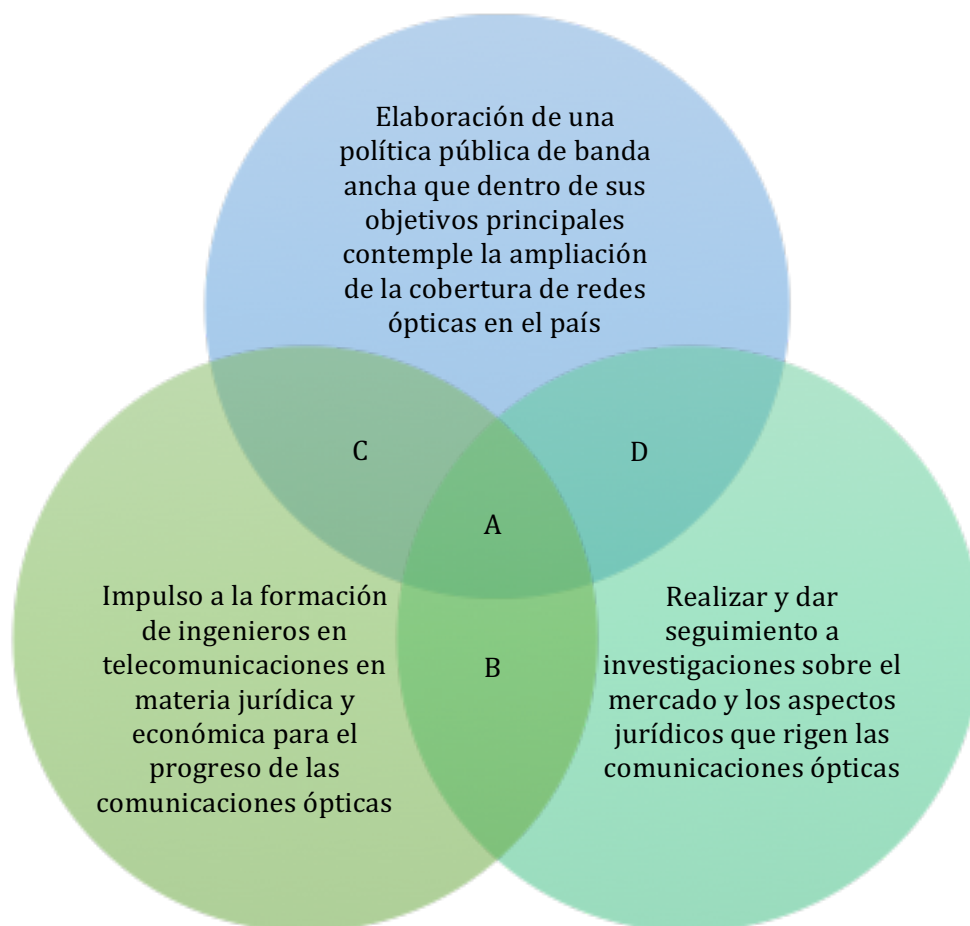 Elaboración de una
política pública de banda
ancha que dentro de sus
objetivos principales
contemple la ampliación
de la cobertura de redes
ópticas en el país
C
D
A
B
Impulso a la formación
de ingenieros en
telecomunicaciones en
materia jurídica y
económica para el
progreso de las
comunicaciones ópticas
Realizar y dar
seguimiento a
investigaciones sobre el
mercado y los aspectos
jurídicos que rigen las
comunicaciones ópticas